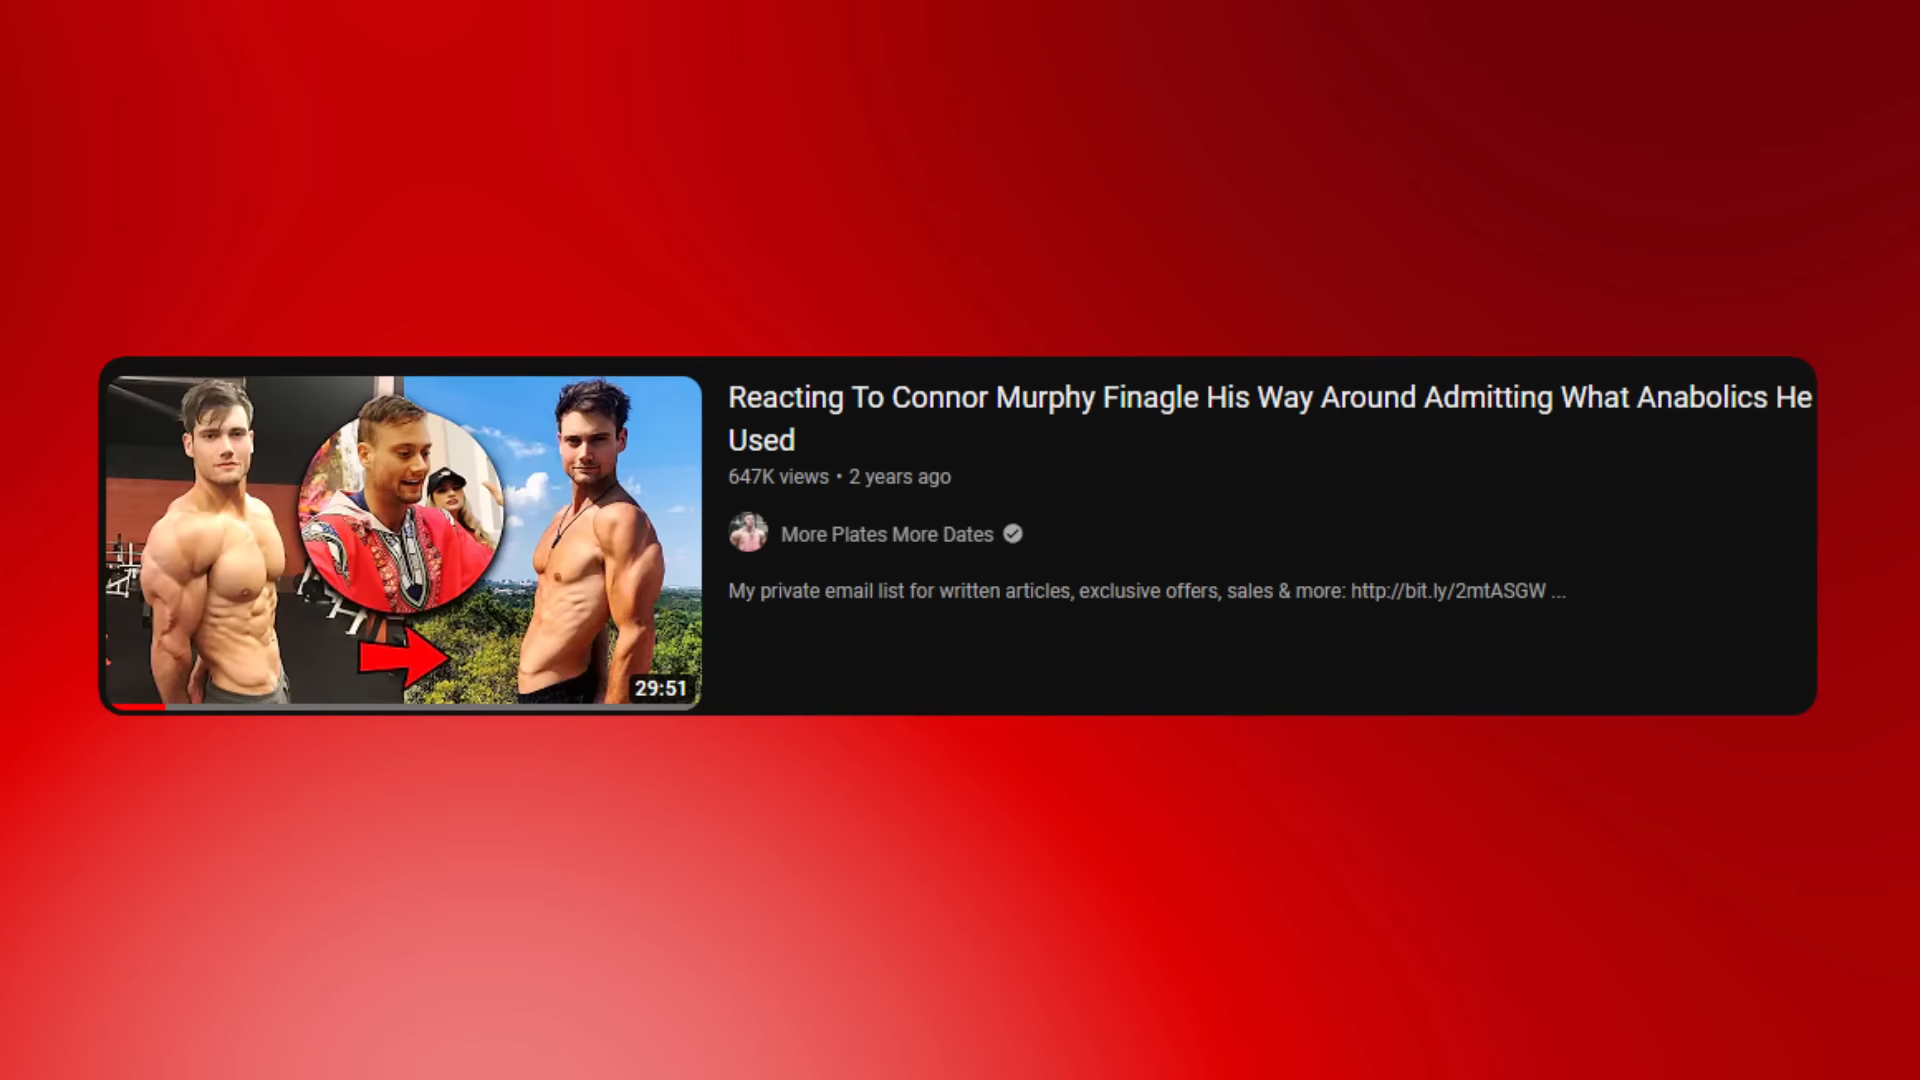 Reacting To Connor Murphy Finagle His Way Around Admitting What Anabolics He
Used
647K views • 2 years ago
More Plates More Dates
My private email list for written articles, exclusive offers, sales & more: http://bit.ly/2mtASGW ...
29:51